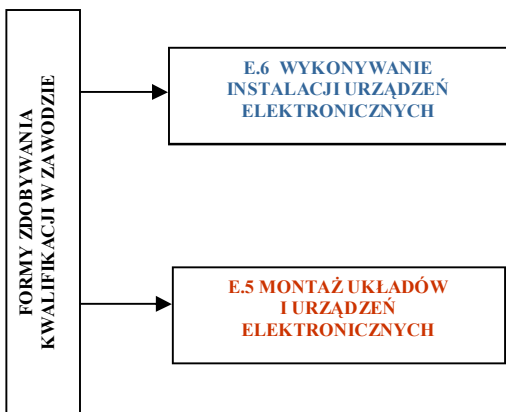 FORMY ZDOBYWANIA
KWALIFIKACJI W ZAWODZIE
E.6 WYKONYWANIE
INSTALACJI URZĄDZEŃ
ELEKTRONICZNYCH
E.5 MONTAŻ UKŁADÓW
I URZĄDZEŃ
ELEKTRONICZNYCH